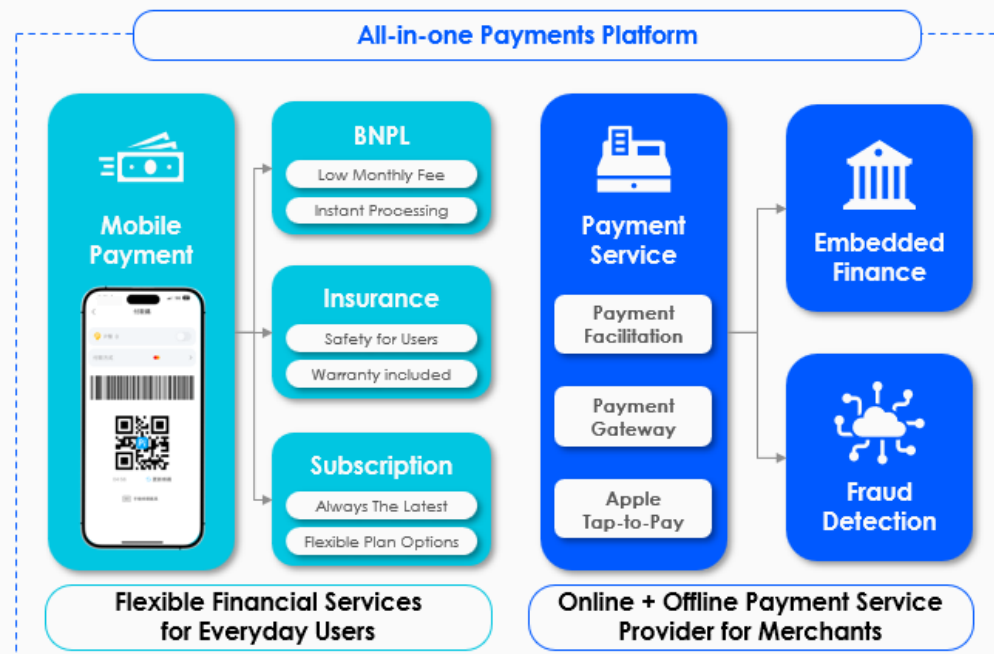 All-in-one Payments Platform
Mobile
Payment
BNPL
Low Monthly Fee
Instant Processing
Insurance
Safety for Users
Warranty included
Subscription
Always The Latest
Flexible Plan Options
Flexible Financial Services
for Everyday Users
Payment
Service
Payment
Facilitation
Payment
Gateway
Apple
Tap-to-Pay
Embedded
Finance
Fraud
Detection
Online + Offline Payment Service
Provider for Merchants